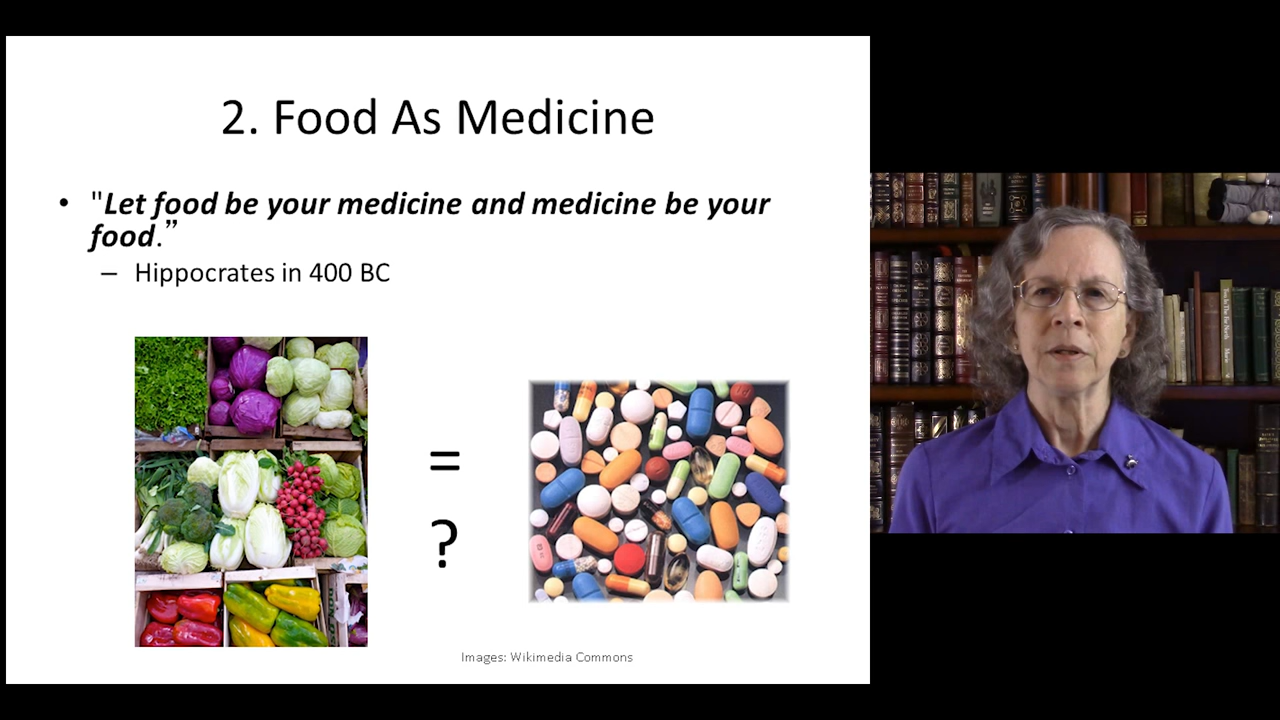 2. Food As Medicine
• "Let food be your medicine and medicine be your
food.”
– Hippocrates in 400 BC
=
?
Images: Wikimedia Commons